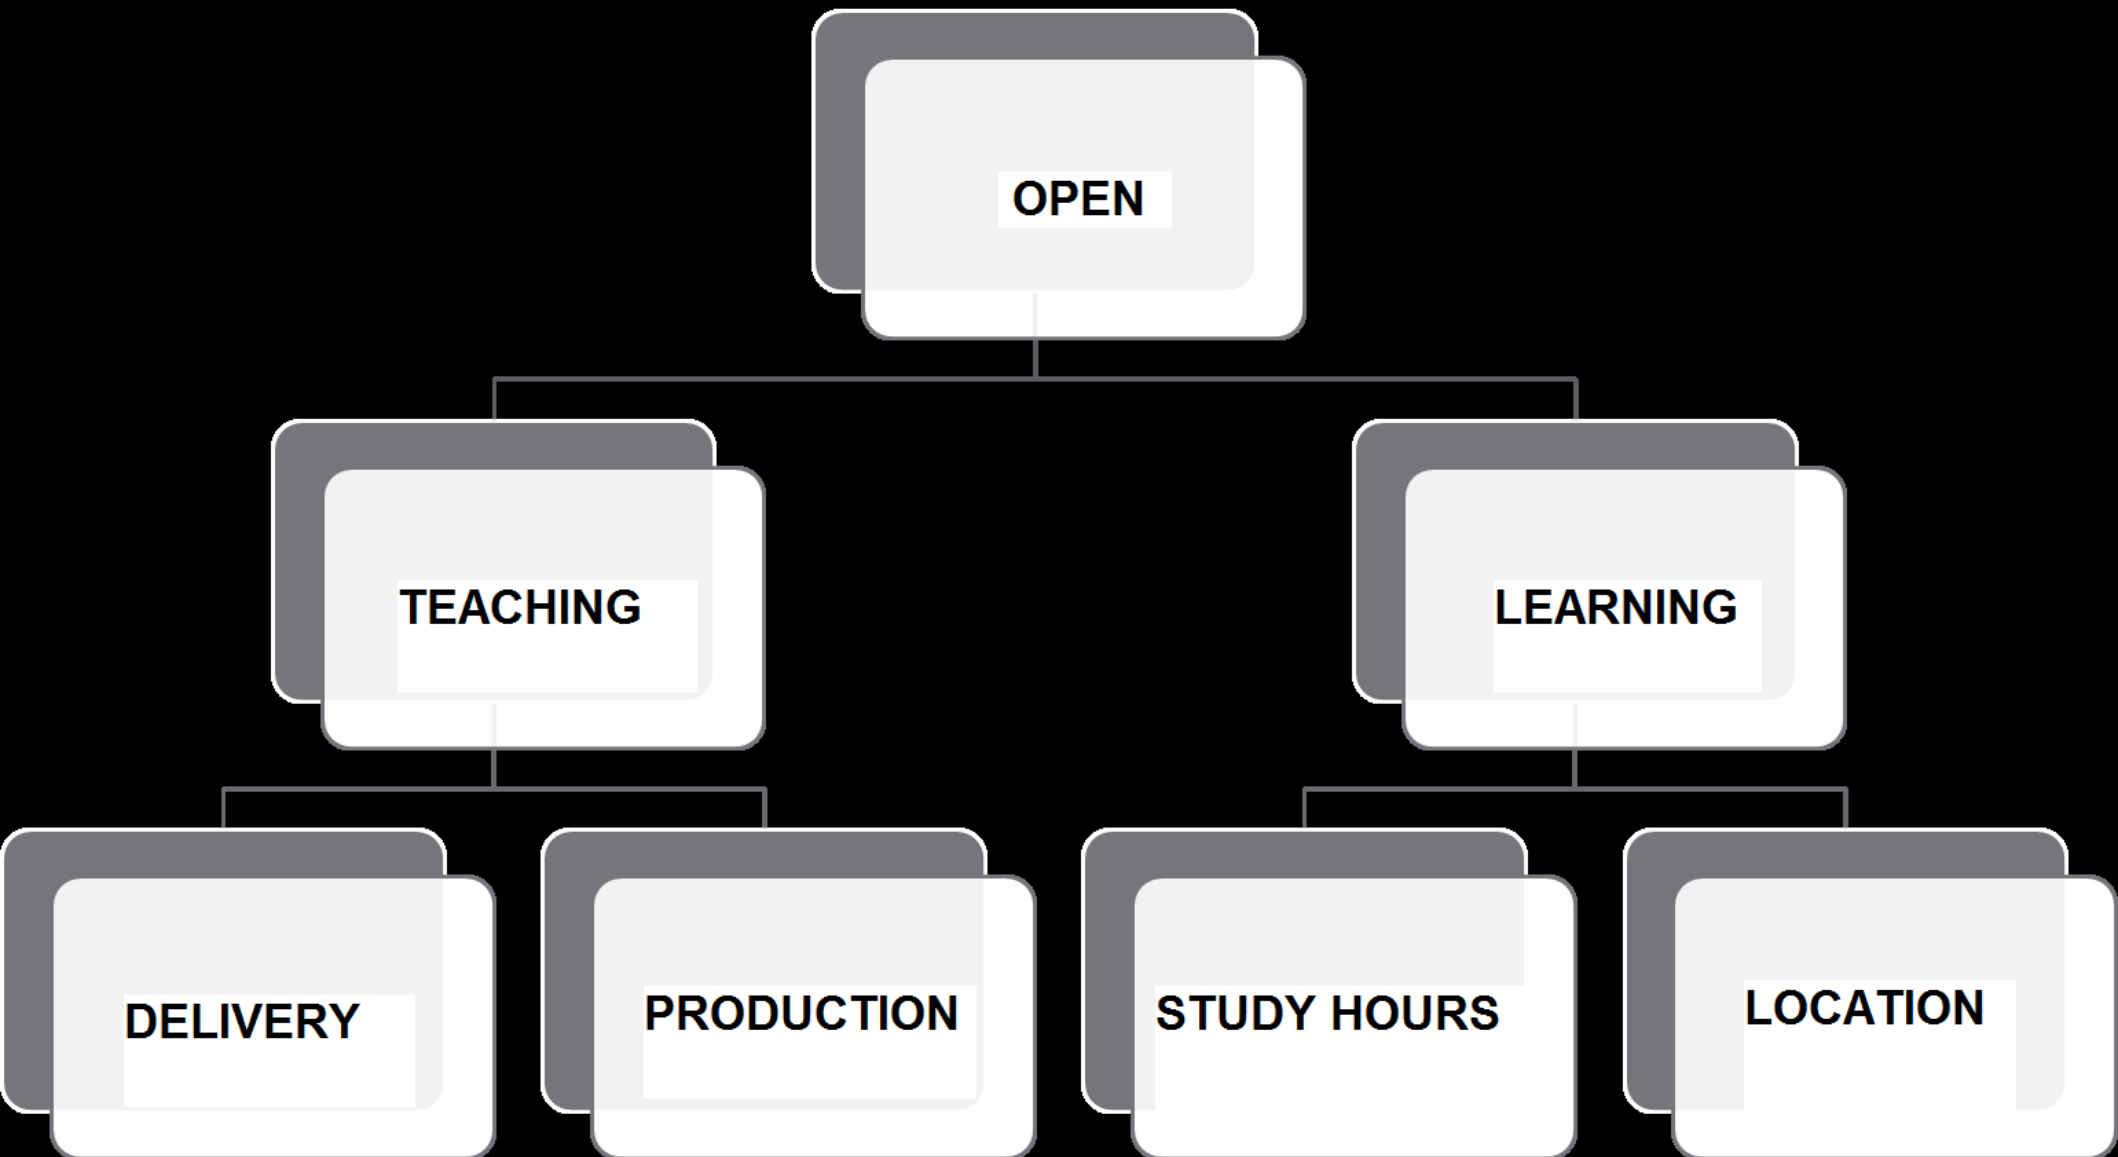 OPEN
TEACHING
LEARNING
DELIVERY
PRODUCTION
STUDY HOURS
LOCATION